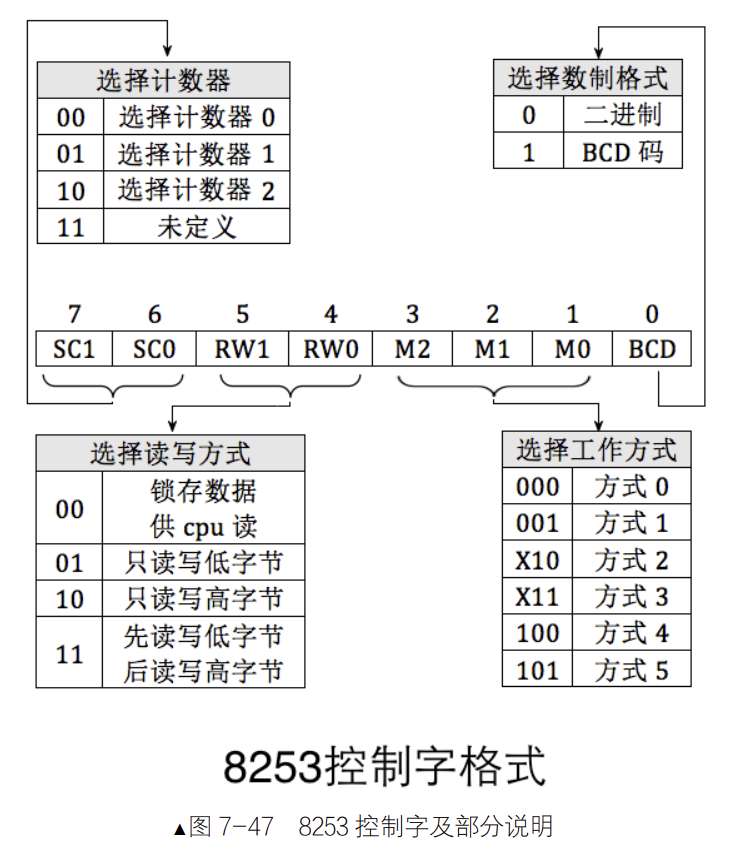 选择计数器
00 选择计数器 0
01 选择计数器 1
10 选择计数器 2
11 未定义
选择数制格式
0 二进制
1 BCD 码
7 6 5 4 3 2 1 0
SC1 SC0 RW1 RW0 M2 M1 M0 BCD
选择读写方式
00 锁存数据
供 cpu 读
01 只读写低字节
10 只读写高字节
11 先读写低字节
后读写高字节
选择工作方式
000 方式 0
001 方式 1
X10 方式 2
X11 方式 3
100 方式 4
101 方式 5
8253控制字格式
▲图 7-47 8253 控制字及部分说明